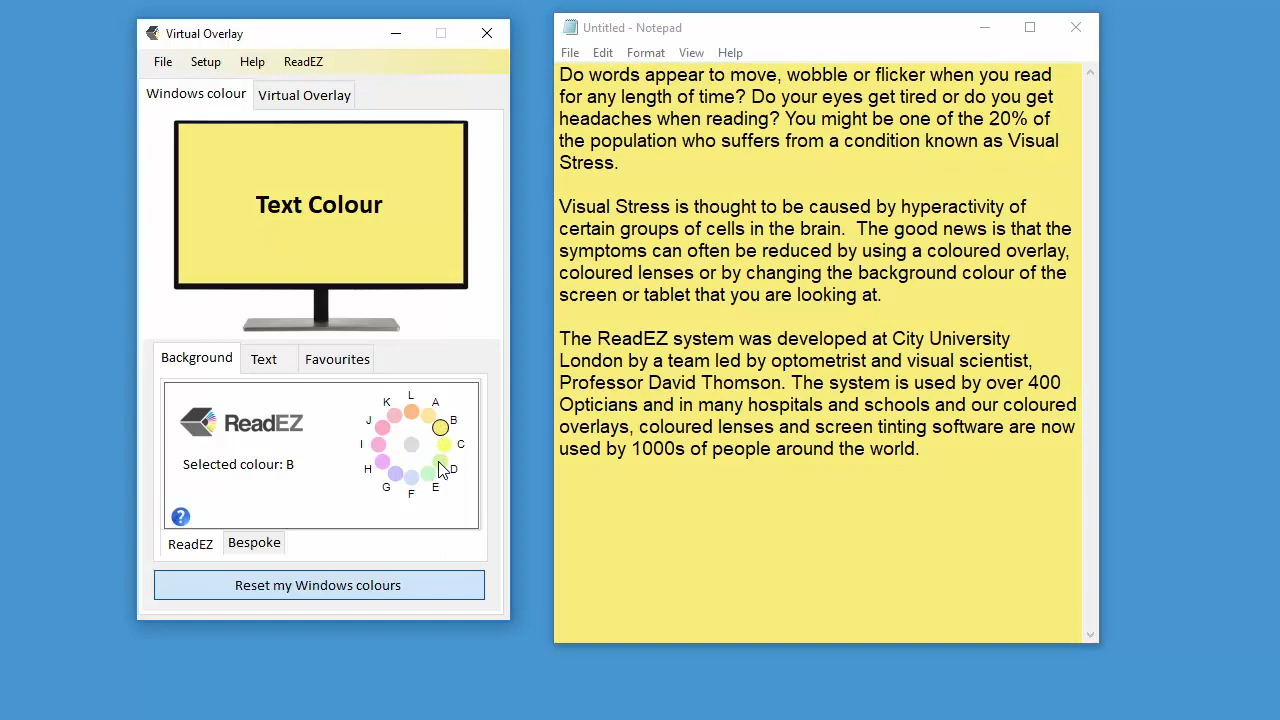 Virtual Overlay
File Setup Help ReadEZ
Windows colour Virtual Overlay
Text Colour
Background Text Favourites
ReadEZ
Selected colour: B
L
A
B
C
D
E
F
G
H
I
J
K
?
ReadEZ Bespoke
Reset my Windows colours
Untitled - Notepad
File Edit Format View Help
Do words appear to move, wobble or flicker when you read
for any length of time? Do your eyes get tired or do you get
headaches when reading? You might be one of the 20% of
the population who suffers from a condition known as Visual
Stress.
Visual Stress is thought to be caused by hyperactivity of
certain groups of cells in the brain.  The good news is that the
symptoms can often be reduced by using a coloured overlay,
coloured lenses or by changing the background colour of the
screen or tablet that you are looking at.
The ReadEZ system was developed at City University
London by a team led by optometrist and visual scientist,
Professor David Thomson. The system is used by over 400
Opticians and in many hospitals and schools and our coloured
overlays, coloured lenses and screen tinting software are now
used by 1000s of people around the world.